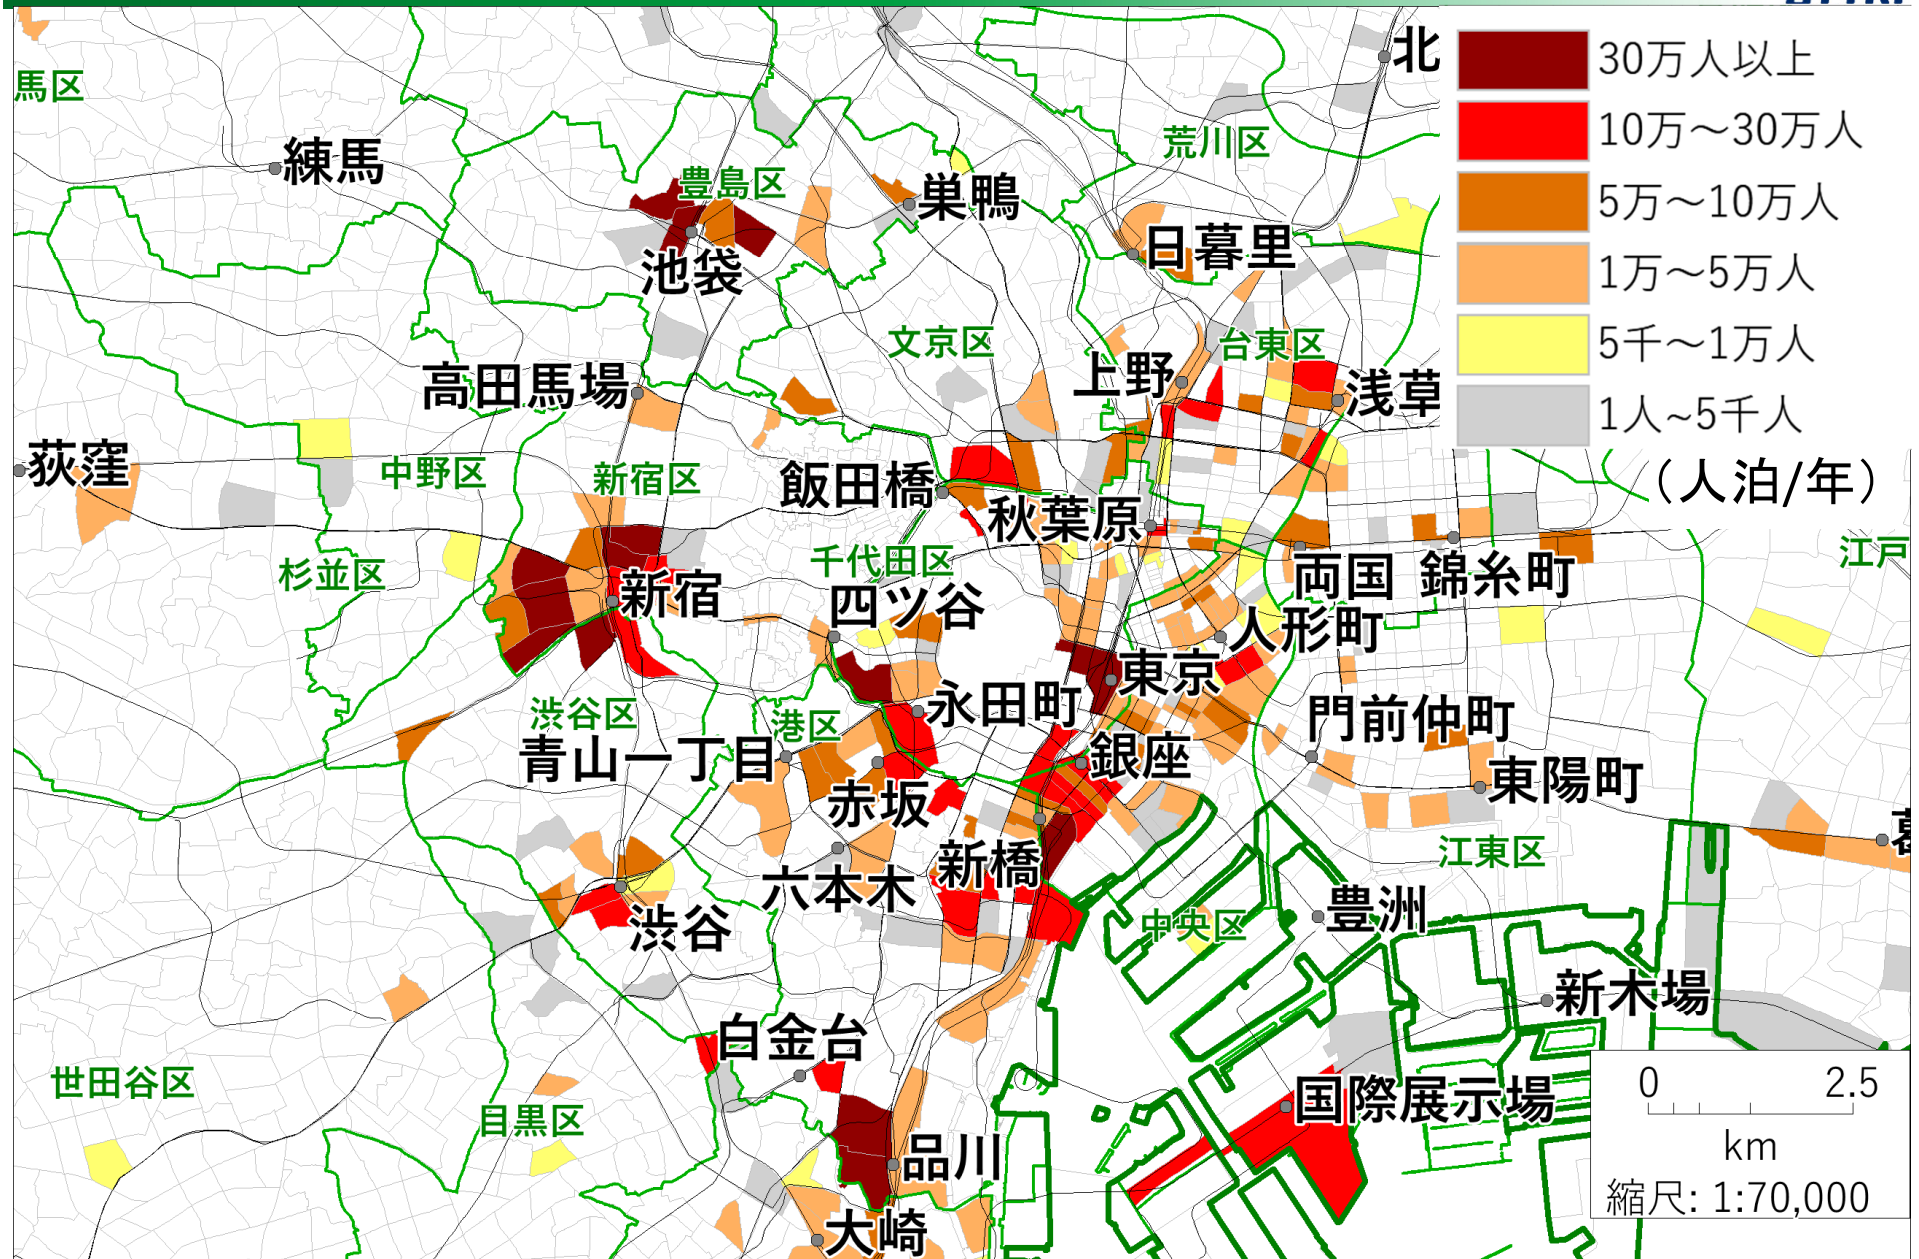 30万人以上
10万～30万人
5万～10万人
1万～5万人
5千～1万人
1人~5千人
（人泊/年）
北
馬区
荒川区
練馬
豊島区
巣鴨
日暮里
池袋
文京区
上野
台東区
高田馬場
浅草
荻窪
中野区
新宿区
飯田橋
秋葉原
千代田区
江戸
杉並区
新宿
四ツ谷
両国
錦糸町
人形町
東京
永田町
渋谷区
港区
門前仲町
青山一丁目
銀座
東陽町
赤坂
江東区
新橋
六本木
渋谷
中央区
豊洲
新木場
白金台
世田谷区
目黒区
国際展示場
品川
大崎
0
2.5
km
縮尺: 1:70,000